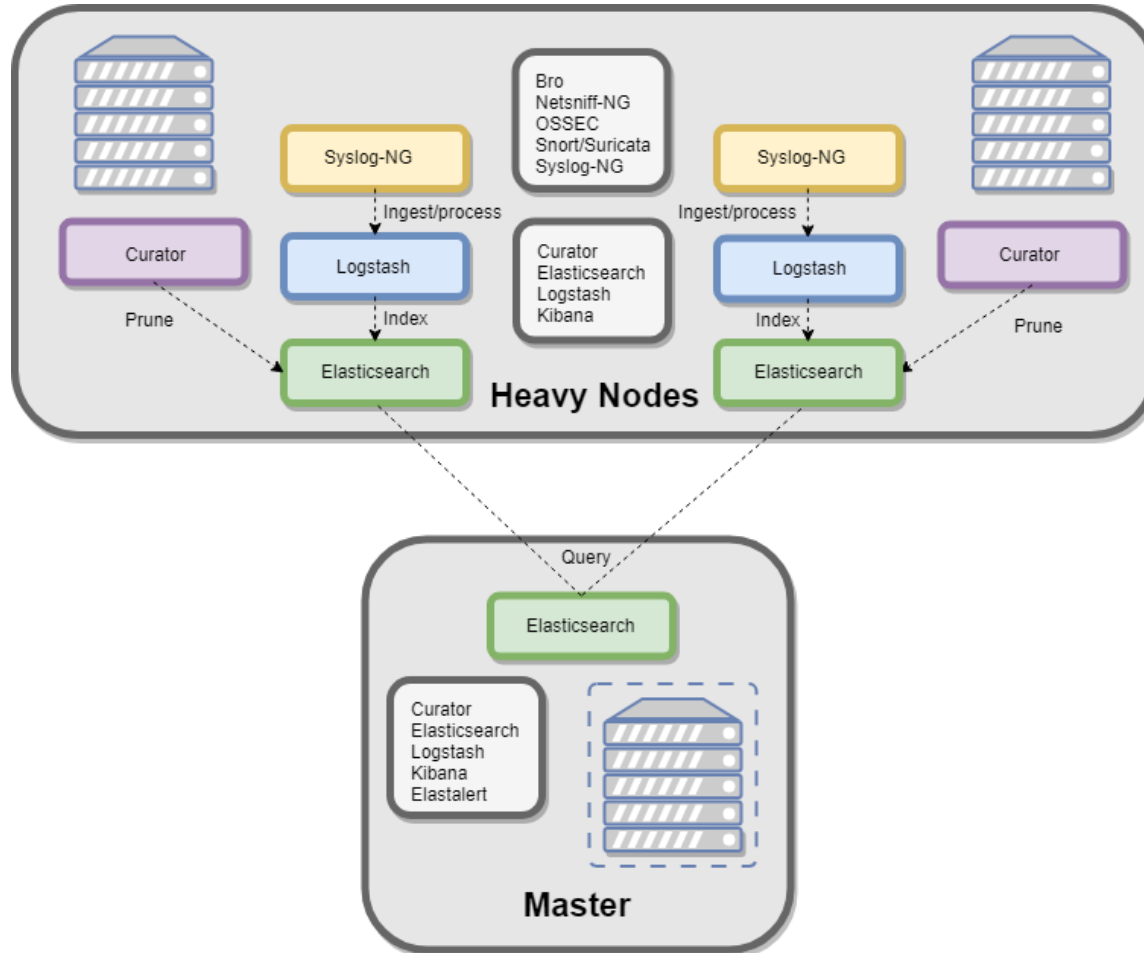 Bro
Netsniff-NG
OSSEC
Snort/Suricata
Syslog-NG
Syslog-NG
Syslog-NG
Ingest/process
Ingest/process
Curator
Logstash
Curator
Elasticsearch
Logstash
Kibana
Logstash
Curator
Prune
Index
Index
Prune
Elasticsearch
Elasticsearch
Heavy Nodes
Query
Elasticsearch
Curator
Elasticsearch
Logstash
Kibana
Elastalert
Master